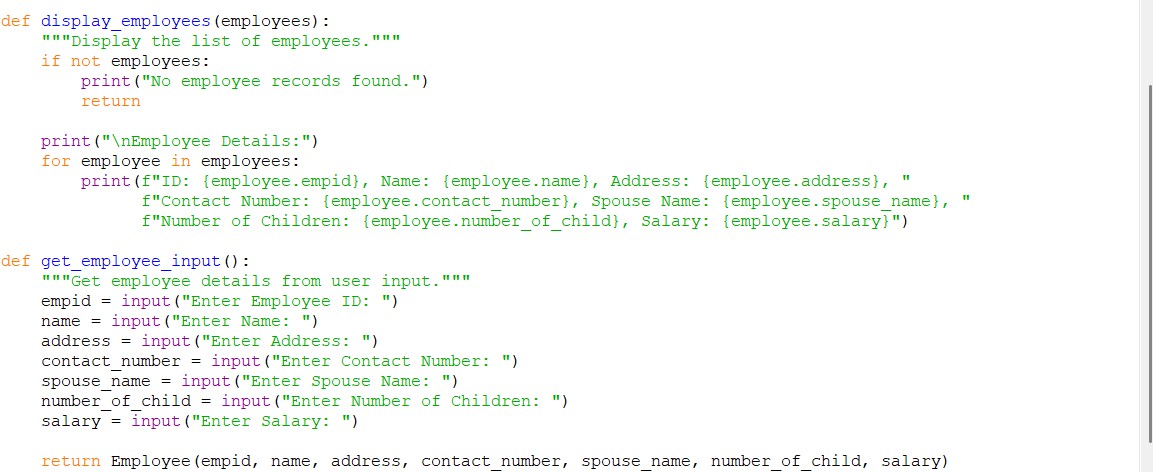 def display_employees(employees):
    """Display the list of employees."""
    if not employees:
        print("No employee records found.")
        return

    print("\nEmployee Details:")
    for employee in employees:
        print(f"ID: {employee.empid}, Name: {employee.name}, Address: {employee.address}, "
              f"Contact Number: {employee.contact_number}, Spouse Name: {employee.spouse_name}, "
              f"Number of Children: {employee.number_of_child}, Salary: {employee.salary}")

def get_employee_input():
    """Get employee details from user input."""
    empid = input("Enter Employee ID: ")
    name = input("Enter Name: ")
    address = input("Enter Address: ")
    contact_number = input("Enter Contact Number: ")
    spouse_name = input("Enter Spouse Name: ")
    number_of_child = input("Enter Number of Children: ")
    salary = input("Enter Salary: ")

    return Employee(empid, name, address, contact_number, spouse_name, number_of_child, salary)